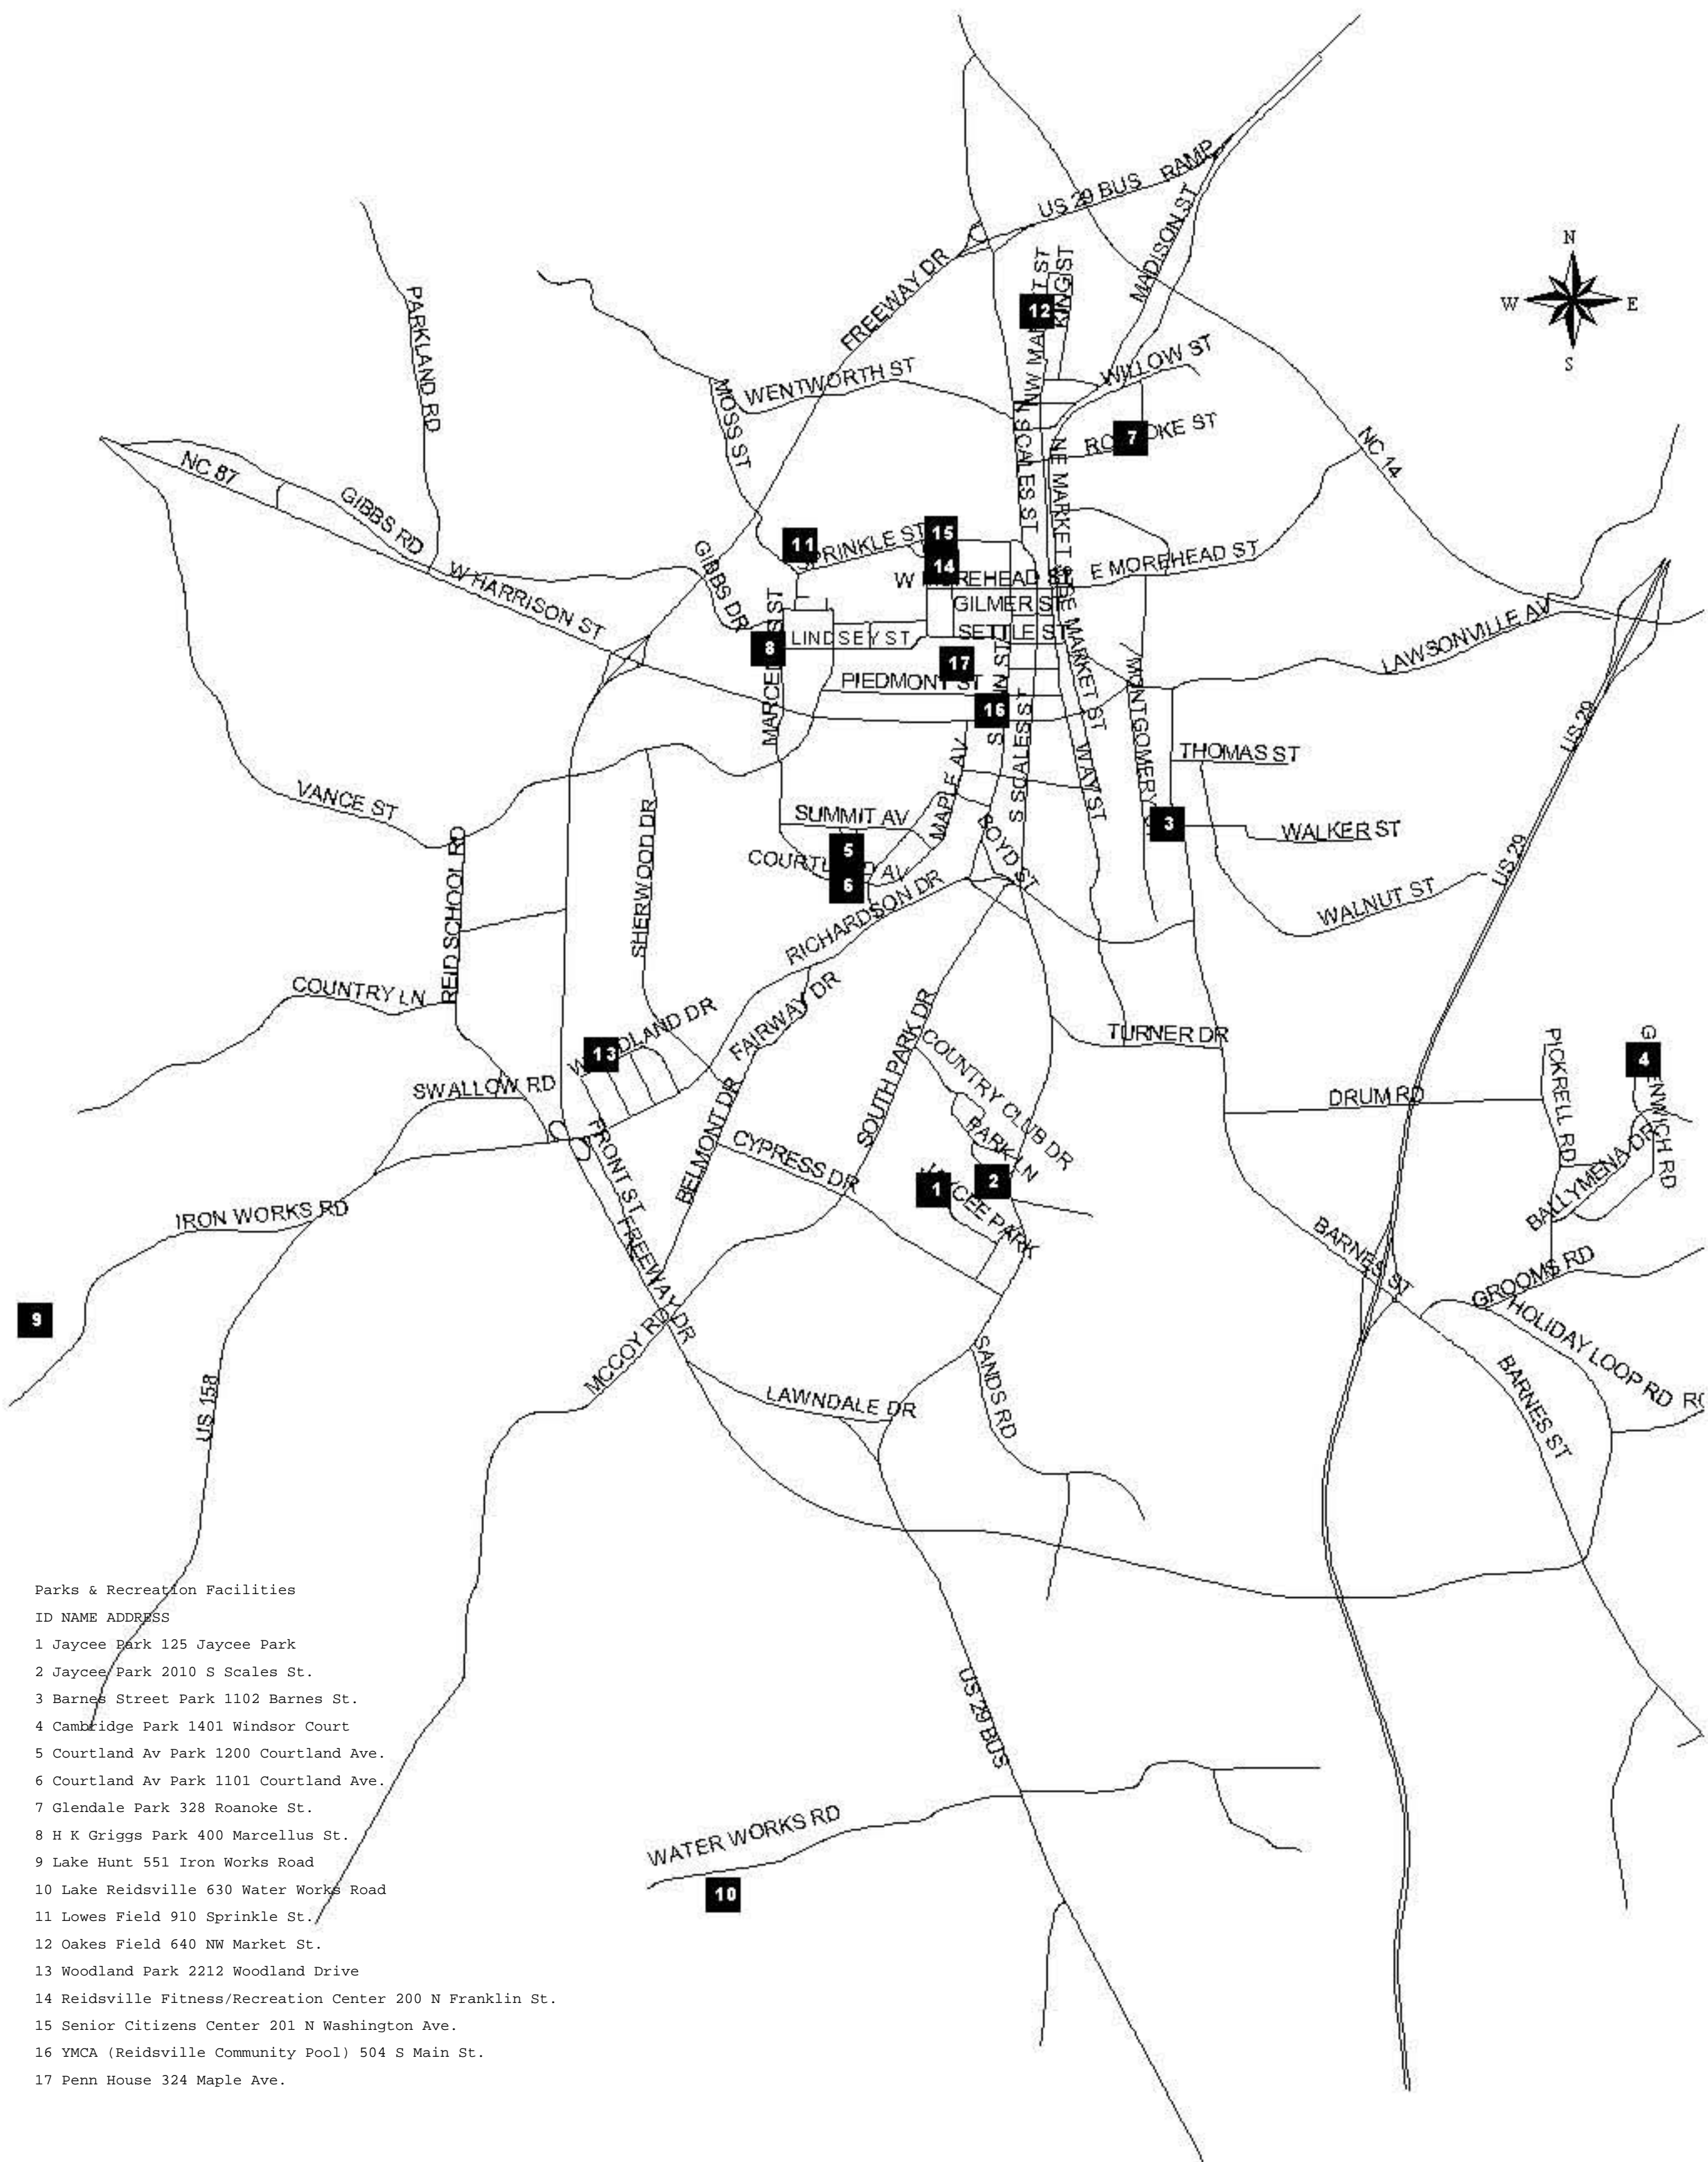 RAMP
US 29 BUS
MADISON ST
FREEWAY DR
KING ST
12
N
W E
S
PARKLAND RD
WENTWORTH ST
WILLOW ST
MOSS ST
N SCALES ST
NE MARKET ST
7
NC 14
NC 87
GIBBS RD
11
SPRINKLE ST
15
14
GIBBS DR
W HARRISON ST
E MOREHEAD ST
GILMER ST
SETTLE ST
SE MARKET ST
8
LINDSEY ST
17
PIEDMONT ST
LAWSONVILLE AV
MONTGOMERY
16
US 29
THOMAS ST
VANCE ST
MAPLE AV
S SCALES ST
WAY ST
SUMMIT AV
3
WALKER ST
REID SCHOOL RD
SHERWOOD DR
5
6
BOYD ST
US 29
WALNUT ST
RICHARDSON DR
COUNTRY LN
FAIRWAY DR
SOUTH PARK DR
TURNER DR
13
SWALLOW RD
COUNTRY CLUB DR
DRUM RD
PICKRELL RD
4
FRONT ST
BELMONT DR
CYPRESS DR
PARK LN
BALLYMENA DR
1
2
JAYCEE PARK
IRON WORKS RD
FREEWAY DR
BARNES ST
GROOMS RD
9
HOLIDAY LOOP RD
MCCOY RD
US 158
LAWNDALE DR
SANDS RD
BARNES ST
US 29 BUS
WATER WORKS RD
10
Parks & Recreation Facilities
ID NAME ADDRESS
1 Jaycee Park 125 Jaycee Park
2 Jaycee Park 2010 S Scales St.
3 Barnes Street Park 1102 Barnes St.
4 Cambridge Park 1401 Windsor Court
5 Courtland Av Park 1200 Courtland Ave.
6 Courtland Av Park 1101 Courtland Ave.
7 Glendale Park 328 Roanoke St.
8 H K Griggs Park 400 Marcellus St.
9 Lake Hunt 551 Iron Works Road
10 Lake Reidsville 630 Water Works Road
11 Lowes Field 910 Sprinkle St.
12 Oakes Field 640 NW Market St.
13 Woodland Park 2212 Woodland Drive
14 Reidsville Fitness/Recreation Center 200 N Franklin St.
15 Senior Citizens Center 201 N Washington Ave.
16 YMCA (Reidsville Community Pool) 504 S Main St.
17 Penn House 324 Maple Ave.